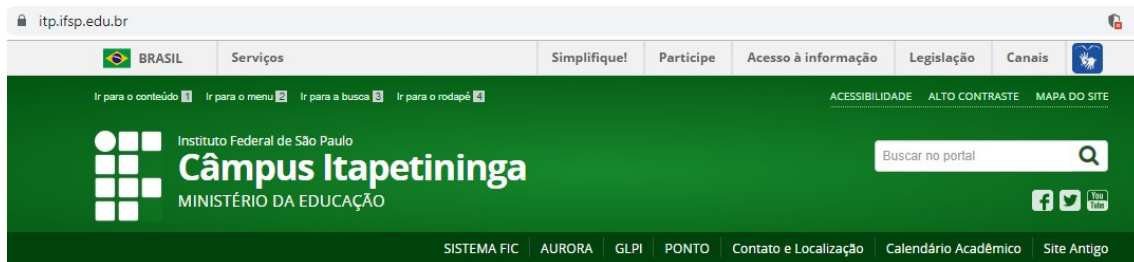 itp.ifsp.edu.br
BRASIL Serviços Simplifique! Participe Acesso à informação Legislação Canais
Ir para o conteúdo 1 Ir para o menu 2 Ir para a busca 3 Ir para o rodapé 4 ACESSIBILIDADE ALTO CONTRASTE MAPA DO SITE
Instituto Federal de São Paulo
Câmpus Itapetininga
MINISTÉRIO DA EDUCAÇÃO
Buscar no portal
You Tube
SISTEMA FIC AURORA GLPI PONTO Contato e Localização Calendário Acadêmico Site Antigo